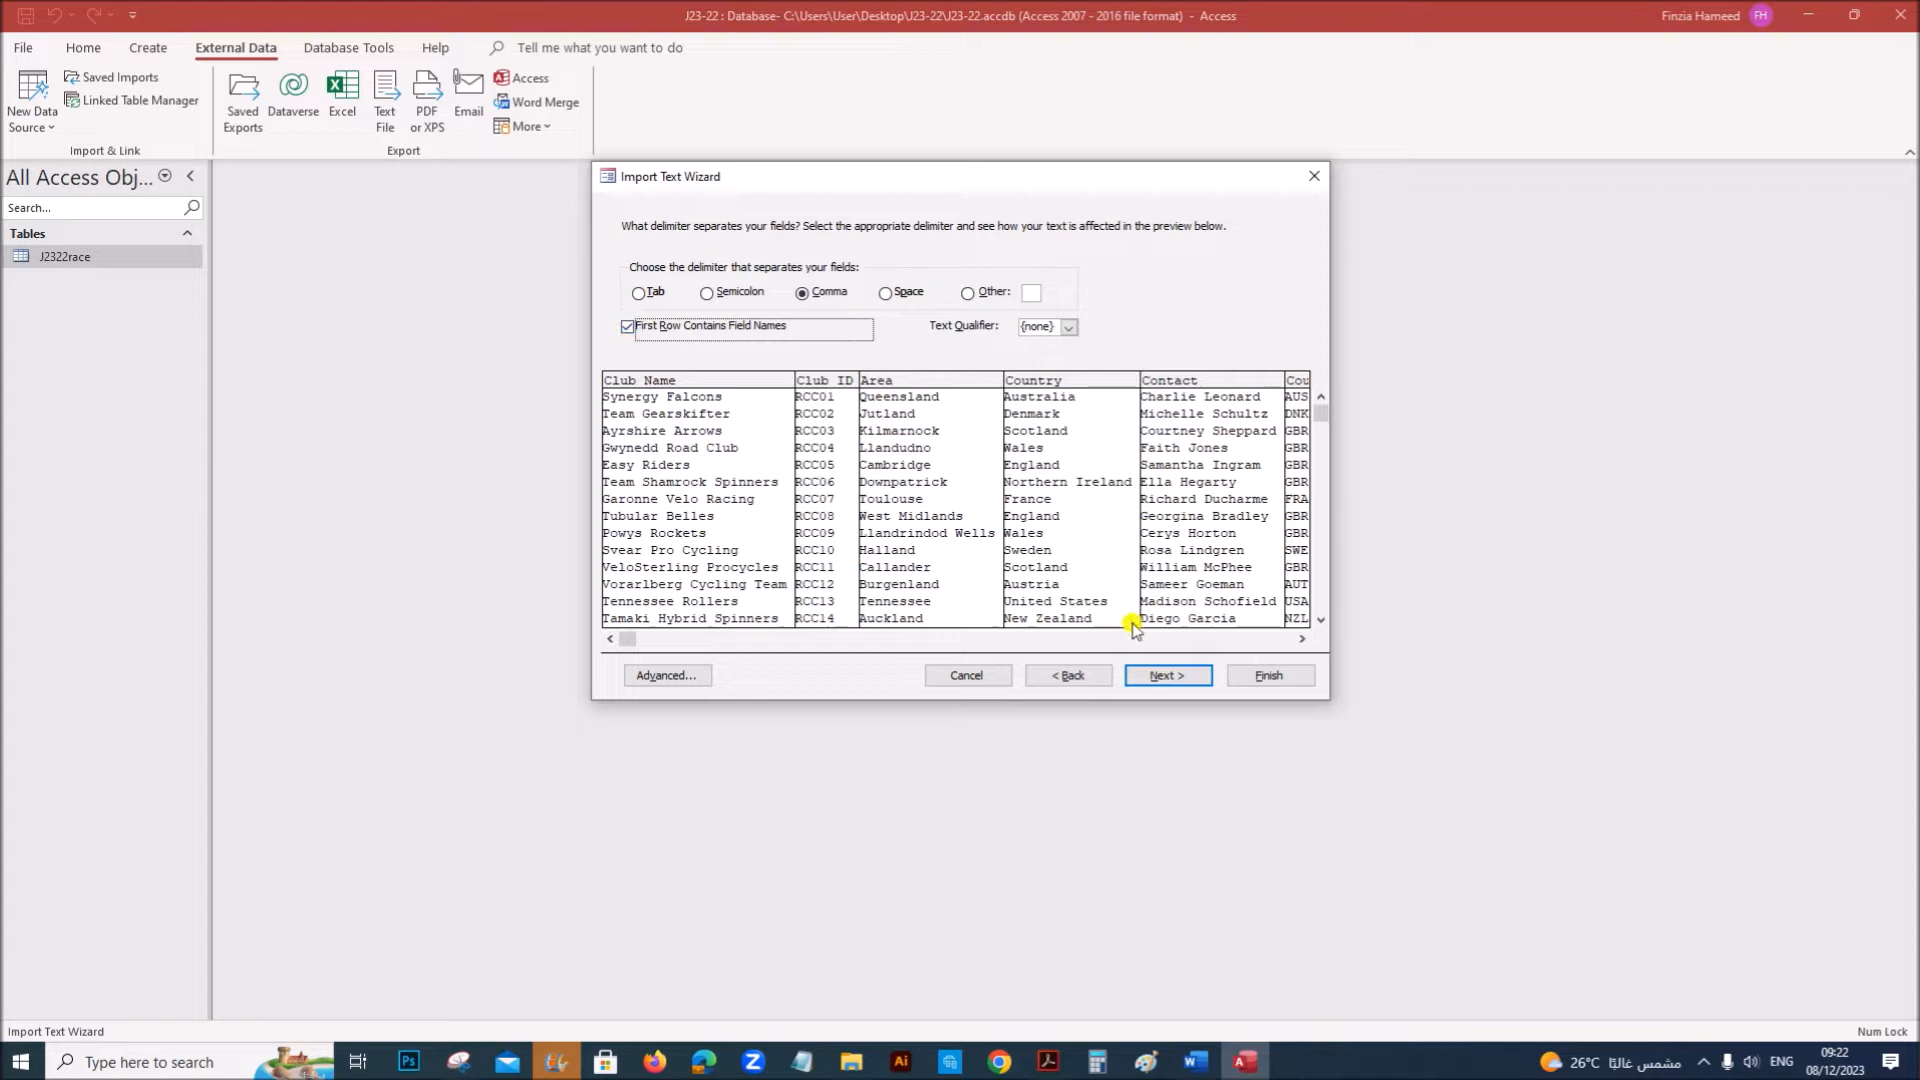 J23-22 : Database- C:\Users\User\Desktop\J23-22\J23-22.accdb (Access 2007 - 2016 file format) - Access
Finzia Hameed FH
File Home Create External Data Database Tools Help Tell me what you want to do
New Data Source
Saved Imports
Linked Table Manager
Saved Exports
Dataverse
Excel
Text File
PDF or XPS
Email
Access
Word Merge
More
Import & Link
Export
All Access Obj...
Search...
Tables
J2322race
Import Text Wizard
What delimiter separates your fields? Select the appropriate delimiter and see how your text is affected in the preview below.
Choose the delimiter that separates your fields:
Tab Semicolon Comma Space Other:
First Row Contains Field Names Text Qualifier: {none}
Club Name Club ID Area Country Contact Cou
Synergy Falcons RCC01 Queensland Australia Charlie Leonard AUS
Team Gearskifter RCC02 Jutland Denmark Michelle Schultz DNK
Ayrshire Arrows RCC03 Kilmarnock Scotland Courtney Sheppard GBR
Gwynedd Road Club RCC04 Llandudno Wales Faith Jones GBR
Easy Riders RCC05 Cambridge England Samantha Ingram GBR
Team Shamrock Spinners RCC06 Downpatrick Northern Ireland Ella Hegarty GBR
Garonne Velo Racing RCC07 Toulouse France Richard Ducharme FRA
Tubular Belles RCC08 West Midlands England Georgina Bradley GBR
Powys Rockets RCC09 Llandrindod Wells Wales Cerys Horton GBR
Svear Pro Cycling RCC10 Halland Sweden Rosa Lindgren SWE
VeloSterling Procycles RCC11 Callander Scotland William McPhee GBR
Vorarlberg Cycling Team RCC12 Burgenland Austria Sameer Goeman AUT
Tennessee Rollers RCC13 Tennessee United States Madison Schofield USA
Tamaki Hybrid Spinners RCC14 Auckland New Zealand Diego Garcia NZL
Advanced... Cancel < Back Next > Finish
Import Text Wizard
Num Lock
Type here to search
Ps
Ai
26°C مشمس غالبًا
ENG
09:22
08/12/2023